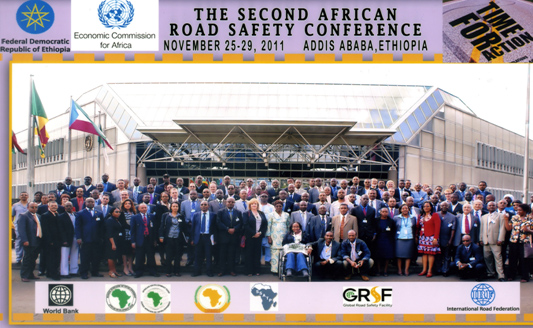 Federal Democratic
Republic of Ethiopia
Economic Commission
for Africa
THE SECOND AFRICAN
ROAD SAFETY CONFERENCE
NOVEMBER 25-29, 2011 ADDIS ABABA, ETHIOPIA
TIME
FOR
ACTION
World Bank
GRSF
Global Road Safety Facility
International Road Federation